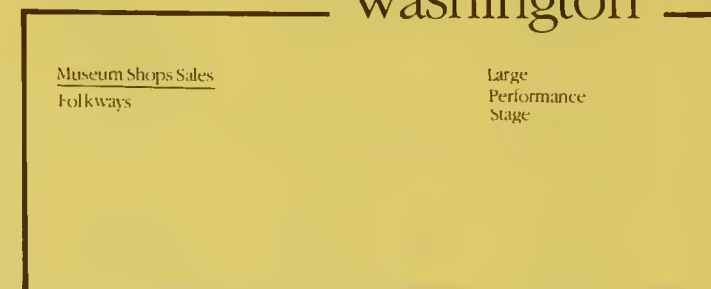 washington
Museum Shops Sales
Folkways
Large
Performance
Stage